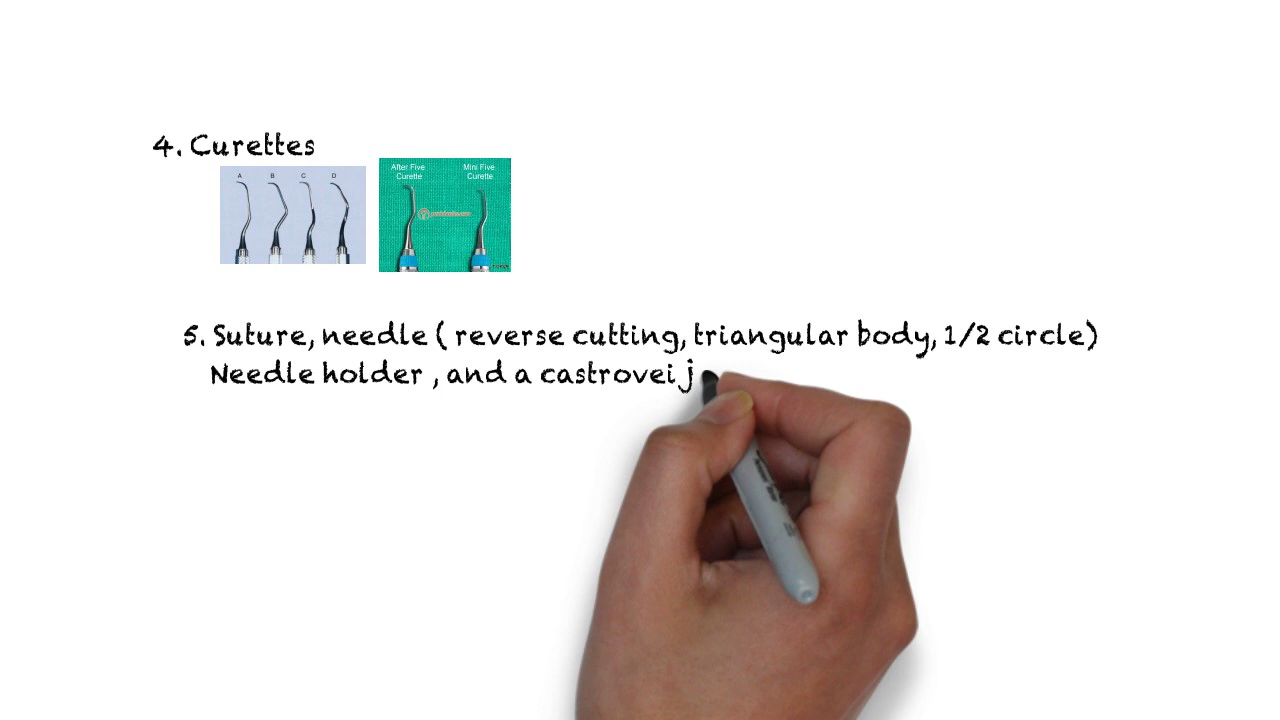 4. Curettes
A B C D
After Five Curette
Mini Five Curette
5. Suture, needle ( reverse cutting, triangular body, 1/2 circle)
Needle holder , and a castroveij